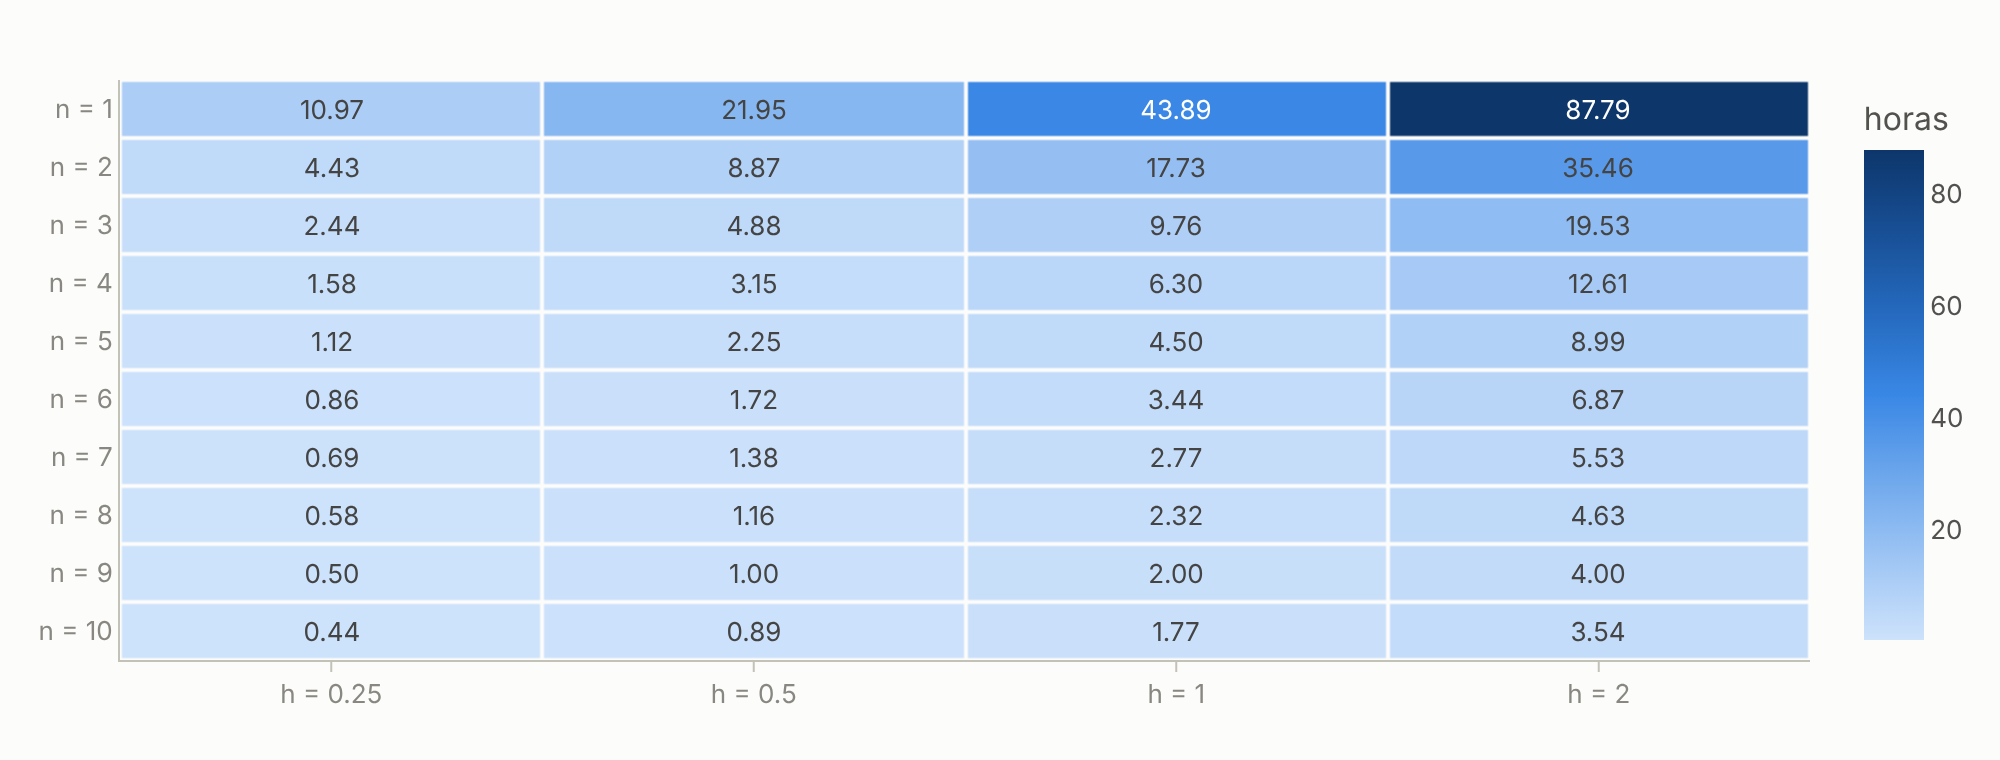 horas
n = 1 10.97 21.95 43.89 87.79
n = 2 4.43 8.87 17.73 35.46
n = 3 2.44 4.88 9.76 19.53
n = 4 1.58 3.15 6.30 12.61
n = 5 1.12 2.25 4.50 8.99
n = 6 0.86 1.72 3.44 6.87
n = 7 0.69 1.38 2.77 5.53
n = 8 0.58 1.16 2.32 4.63
n = 9 0.50 1.00 2.00 4.00
n = 10 0.44 0.89 1.77 3.54
h = 0.25 h = 0.5 h = 1 h = 2
80
60
40
20